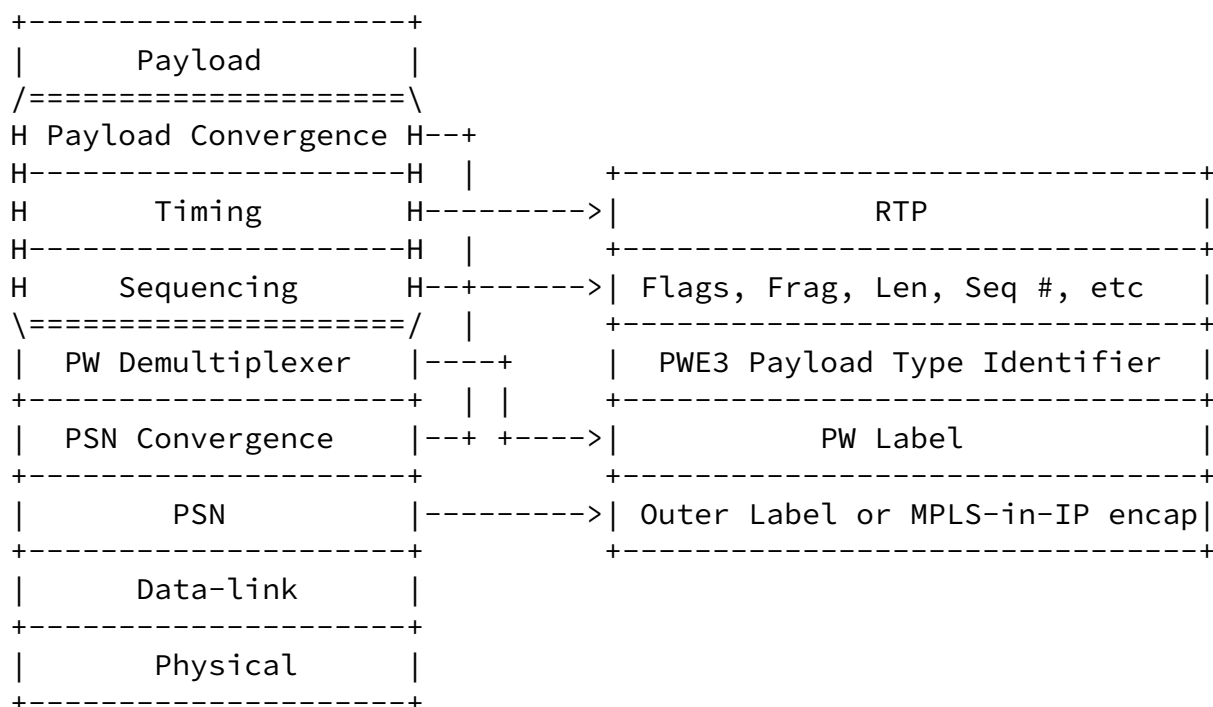 Payload
Payload Convergence
Timing RTP
Sequencing Flags, Frag, Len, Seq #, etc
PW Demultiplexer PWE3 Payload Type Identifier
PSN Convergence PW Label
PSN Outer Label or MPLS-in-IP encap
Data-link
Physical